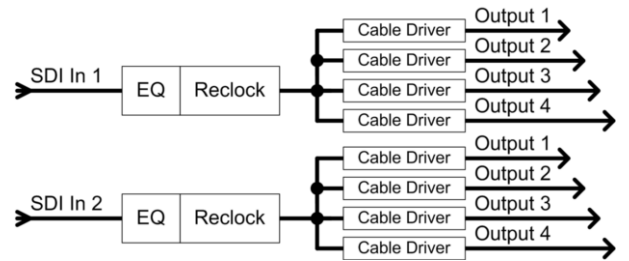 Cable Driver Output 1
Cable Driver Output 2
SDI In 1 EQ Reclock Cable Driver Output 3
Cable Driver Output 4
Cable Driver Output 1
Cable Driver Output 2
SDI In 2 EQ Reclock Cable Driver Output 3
Cable Driver Output 4